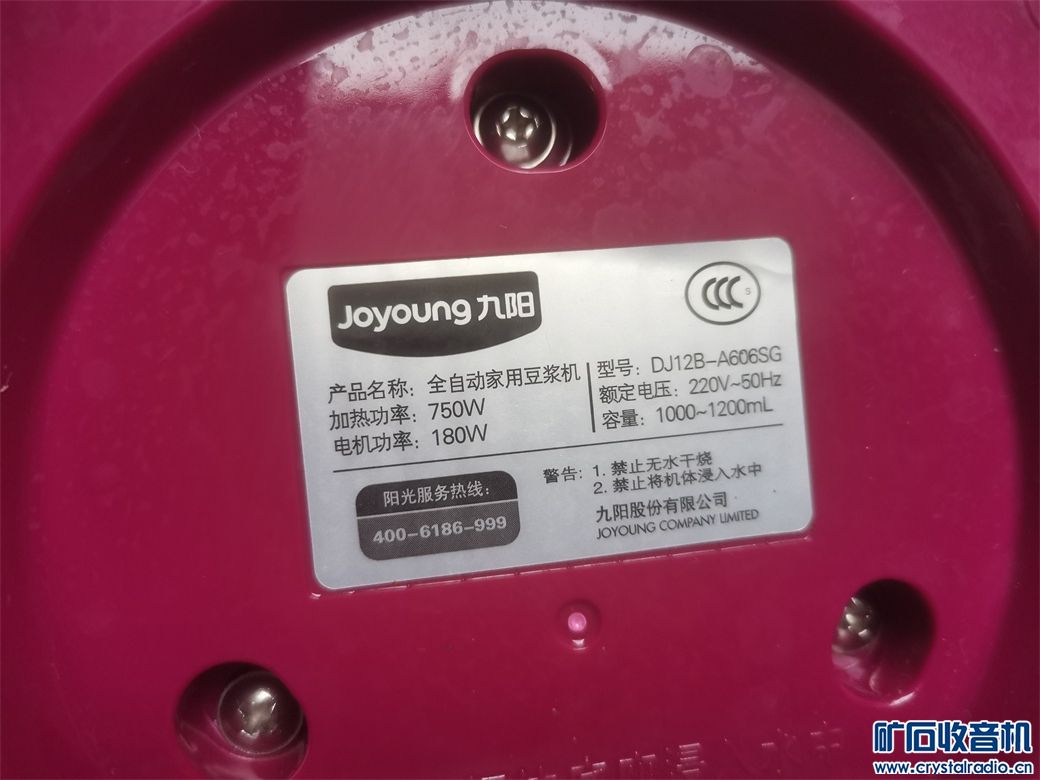 Joyoung 九阳
CCC S
产品名称: 全自动家用豆浆机
加热功率: 750W
电机功率: 180W
型号: DJ12B-A606SG
额定电压: 220V~50Hz
容量: 1000~1200mL
阳光服务热线:
400-6186-999
警告: 1. 禁止无水干烧
2. 禁止将机体浸入水中
九阳股份有限公司
JOYOUNG COMPANY LIMITED
矿石收音机
www.crystalradio.cn